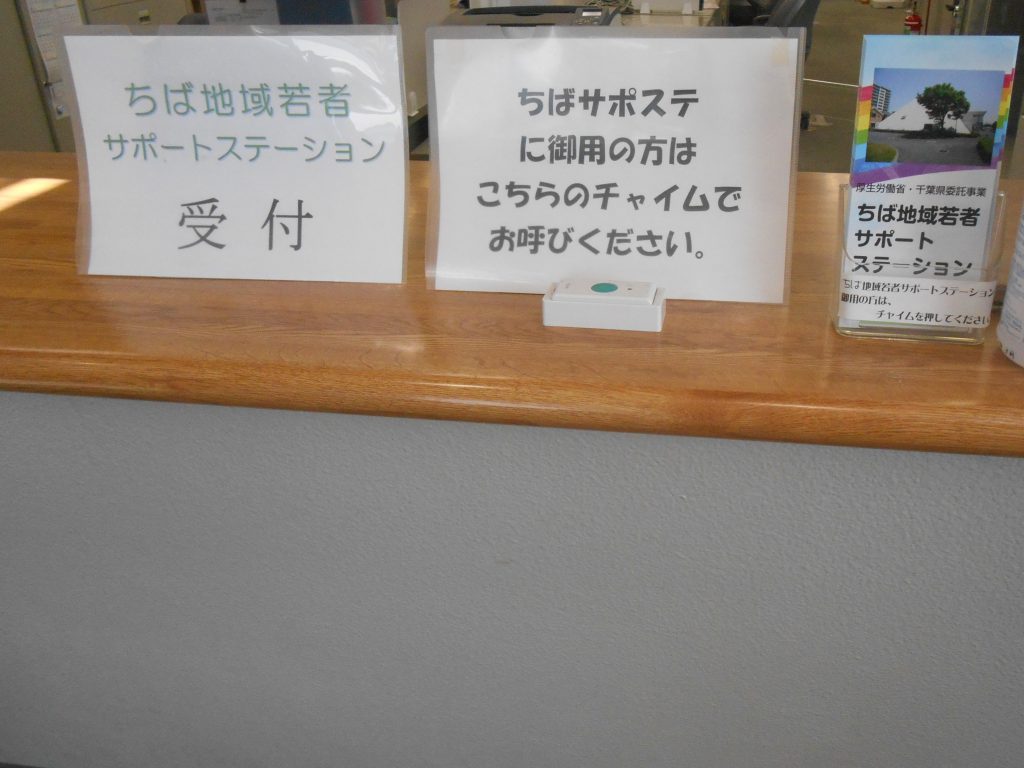 ちば地域若者
サポートステーション
受付
ちばサポステ
に御用の方は
こちらのチャイムで
お呼びください。
厚生労働省・千葉県委託事業
ちば地域若者
サポート
ステーション
ちば地域若者サポートステーション
御用の方は、
チャイムを押してください